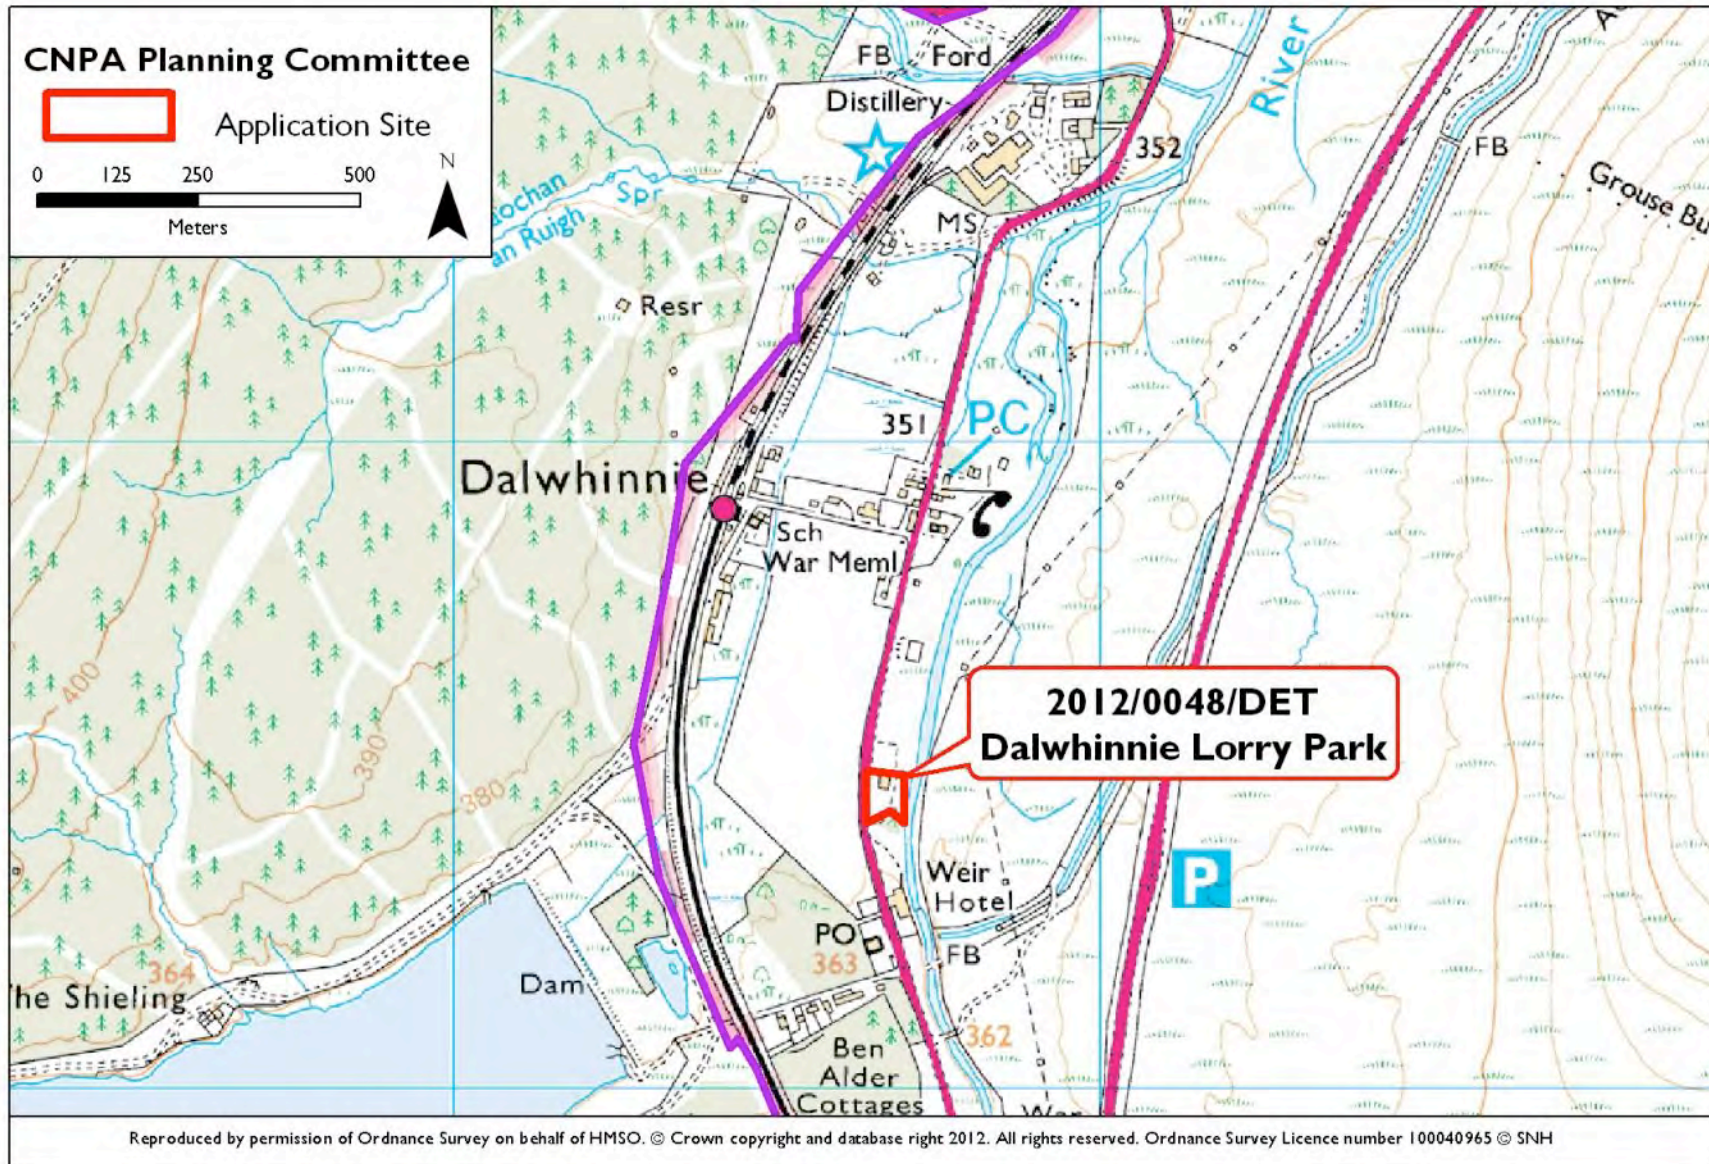 CNPA Planning Committee
Application Site
0 125 250 500
Meters
N
FB Ford
Distillery
River
352
FB
Grouse Bu
Spr
an Ruigh
MS
Resr
351
PC
Dalwhinnie
Sch
War Meml
2012/0048/DET
Dalwhinnie Lorry Park
400
390
380
P
Weir
Hotel
PO
363
FB
364
he Shieling
Dam
362
Ben
Alder
Cottages
War
Reproduced by permission of Ordnance Survey on behalf of HMSO. © Crown copyright and database right 2012. All rights reserved. Ordnance Survey Licence number 100040965 © SNH